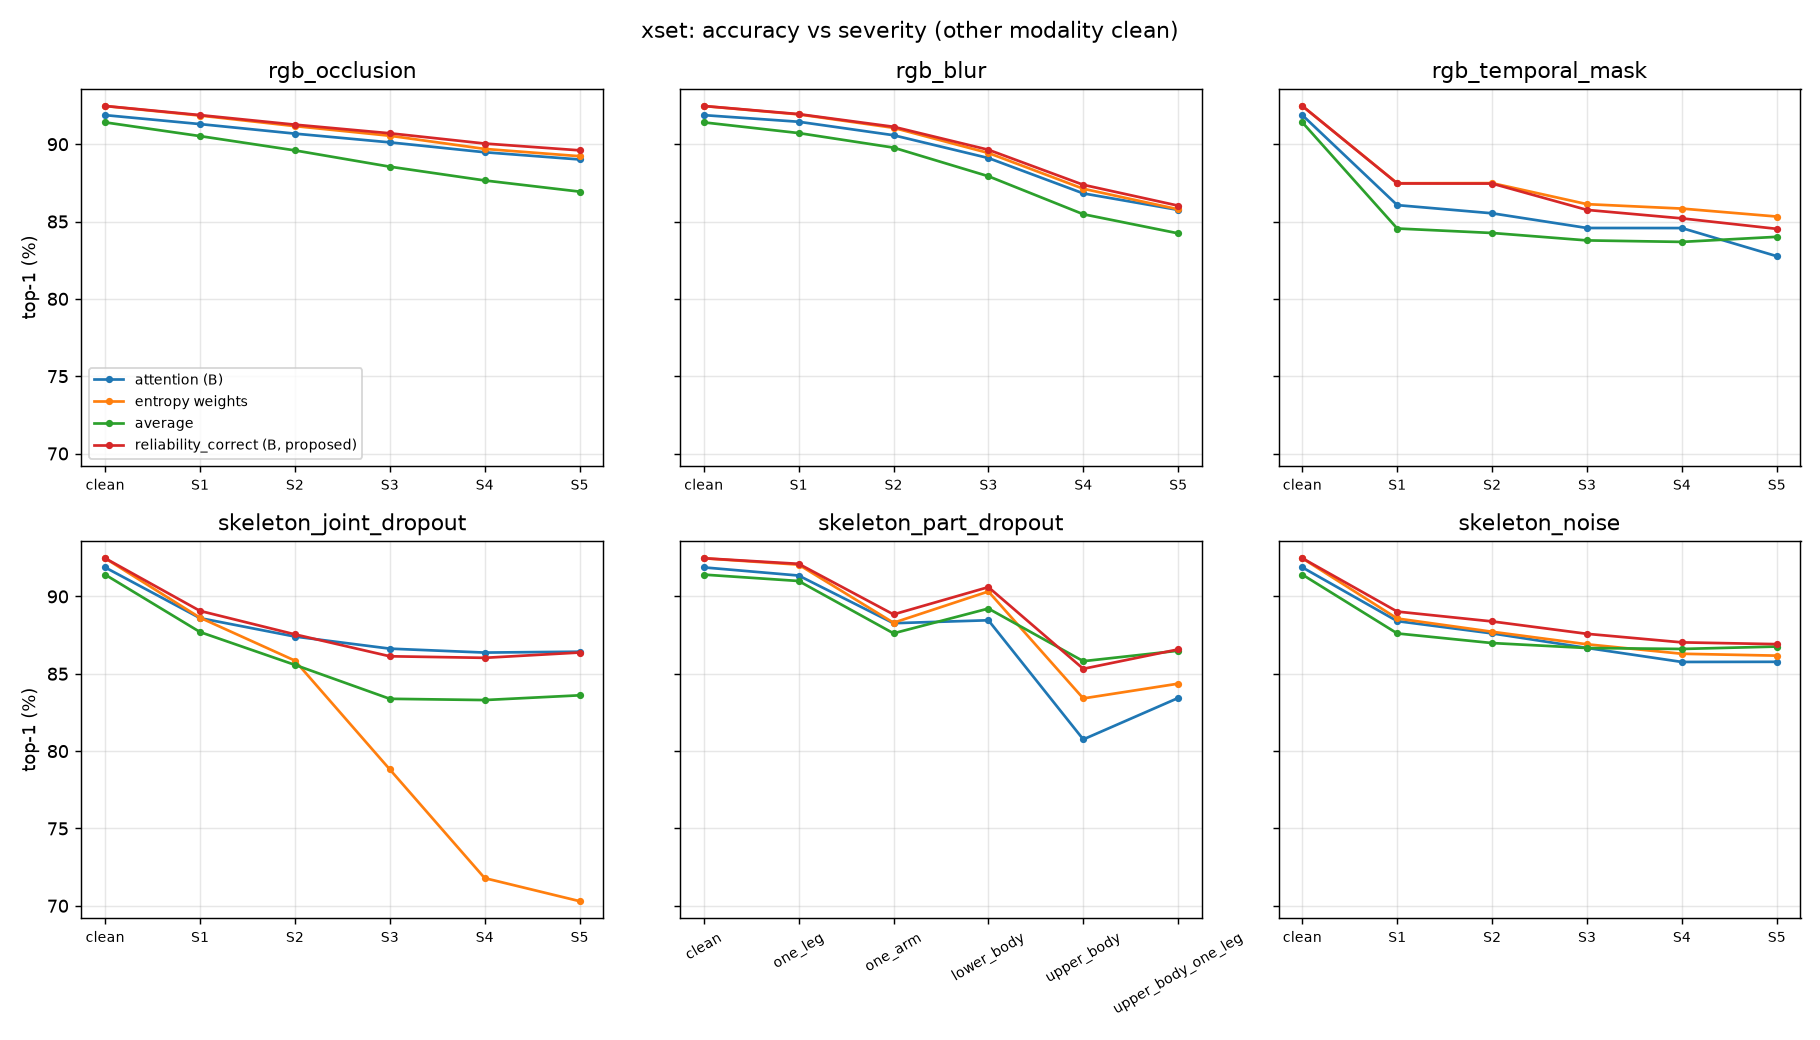 xset: accuracy vs severity (other modality clean)
rgb_occlusion
top-1 (%)
90
85
80
75
70
attention (B)
entropy weights
average
reliability_correct (B, proposed)
clean S1 S2 S3 S4 S5
rgb_blur
clean S1 S2 S3 S4 S5
rgb_temporal_mask
clean S1 S2 S3 S4 S5
skeleton_joint_dropout
top-1 (%)
90
85
80
75
70
clean S1 S2 S3 S4 S5
skeleton_part_dropout
clean one_leg one_arm lower_body upper_body upper_body_one_leg
skeleton_noise
clean S1 S2 S3 S4 S5